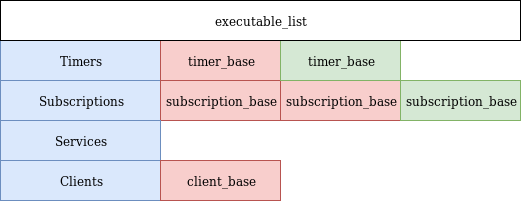 executable_list
Timers timer_base timer_base
Subscriptions subscription_base subscription_base subscription_base
Services
Clients client_base